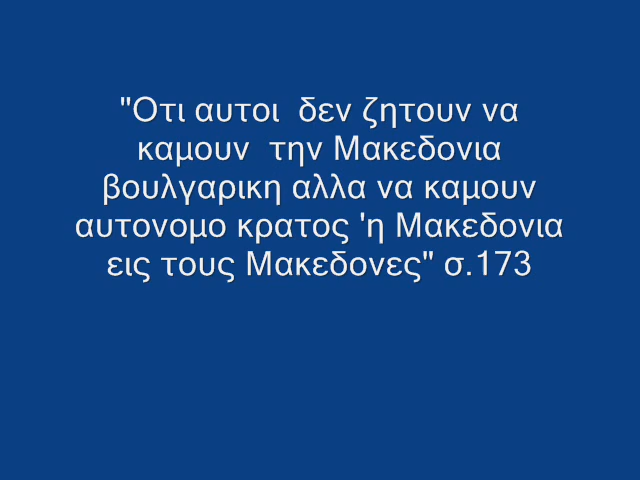 "Οτι αυτοι  δεν ζητουν να
καμουν  την Μακεδονια
βουλγαρικη αλλα να καμουν
αυτονομο κρατος 'η Μακεδονια
εις τους Μακεδονες" σ.173